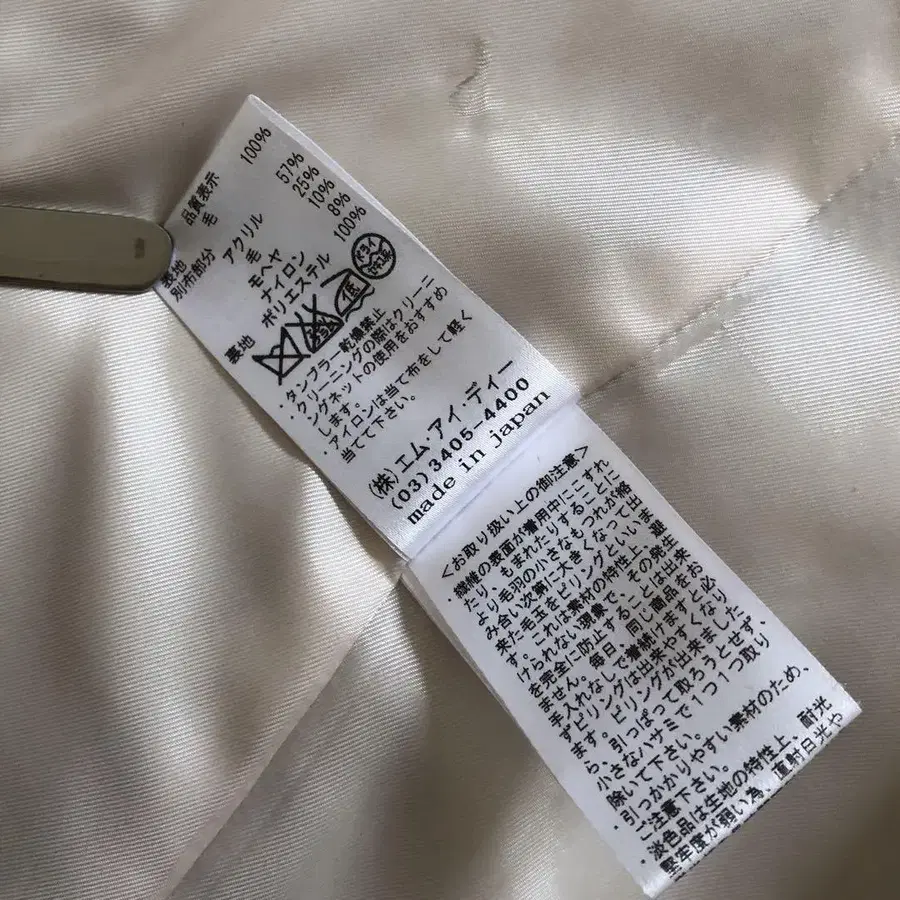 品質表示
表地 毛 100%
別布部分 アクリル 57%
毛 25%
モヘヤ 10%
ナイロン 8%
裏地 ポリエステル 100%
ドライ
・タンブラー乾燥禁止
・クリーニングの際はクリーニ
ングネットの使用をおすすめ
します。
・アイロンは当て布をして軽く
当てて下さい。
(株)エム・アイ・ディー
(03)3405-4400
made in japan
<お取り扱い上の御注意>
・繊維の表面が着用中にこすれ
たり、もまれたりすることに
より毛羽の小さなもつれが絡
み合い次第に大きくなって出
来た毛玉をピリングといいま
す。これは素材の特性上、避
けられない現象で、その発生
を完全に防止することは出来
ません。毎日、同じ商品をお
手入れなしで着続けますと必
ずピリングは出来やすくなり
ます。ピリングが出来ました
ら、引っぱって取ろうとせず、
小さなハサミで1つ1つ取り
除いて下さい。
・引っかかりやすい素材のため、
ご注意下さい。
・淡色品は生地の特性上、耐光
堅牢度が弱い為、直射日光や